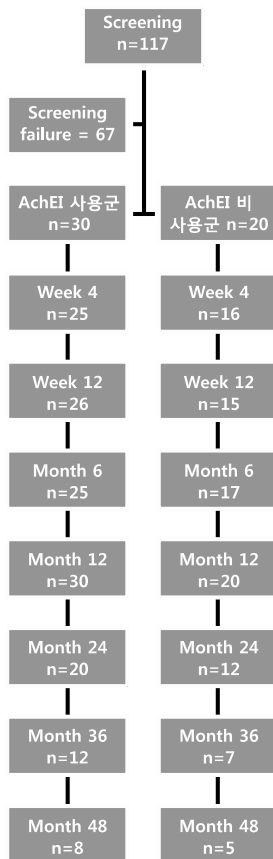 Screening
n=117
Screening
failure = 67
AchEI 사용군
n=30
AchEI 비
사용군 n=20
Week 4
n=25
Week 4
n=16
Week 12
n=26
Week 12
n=15
Month 6
n=25
Month 6
n=17
Month 12
n=30
Month 12
n=20
Month 24
n=20
Month 24
n=12
Month 36
n=12
Month 36
n=7
Month 48
n=8
Month 48
n=5